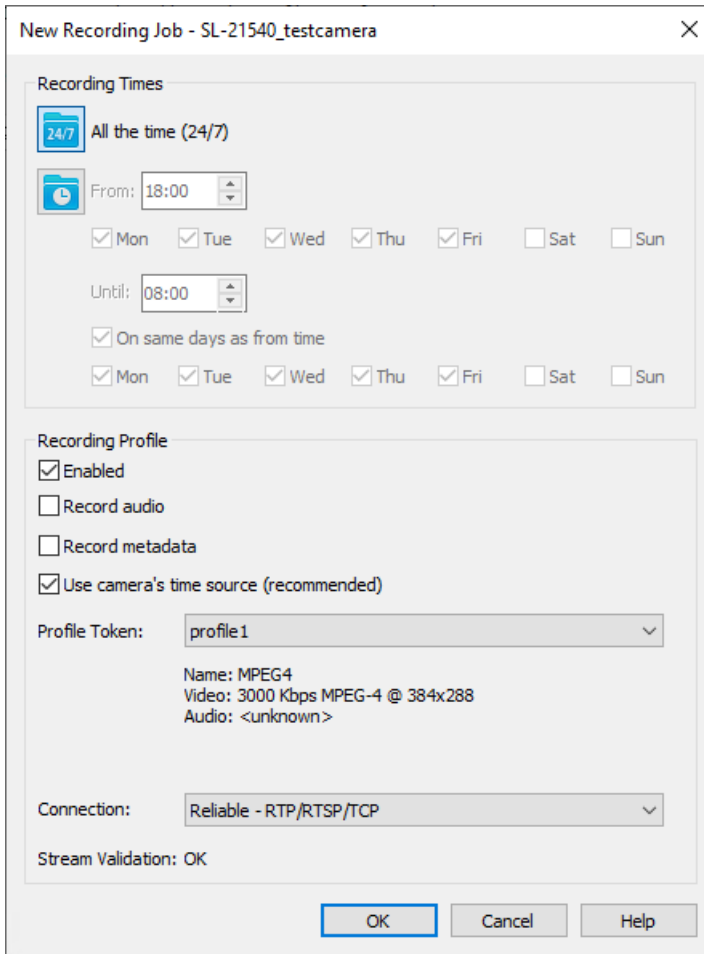 New Recording Job - SL-21540_testcamera
Recording Times
24/7 All the time (24/7)
From: 18:00
Mon Tue Wed Thu Fri Sat Sun
Until: 08:00
On same days as from time
Mon Tue Wed Thu Fri Sat Sun
Recording Profile
Enabled
Record audio
Record metadata
Use camera's time source (recommended)
Profile Token: profile1
Name: MPEG4
Video: 3000 Kbps MPEG-4 @ 384x288
Audio: <unknown>
Connection: Reliable - RTP/RTSP/TCP
Stream Validation: OK
OK Cancel Help